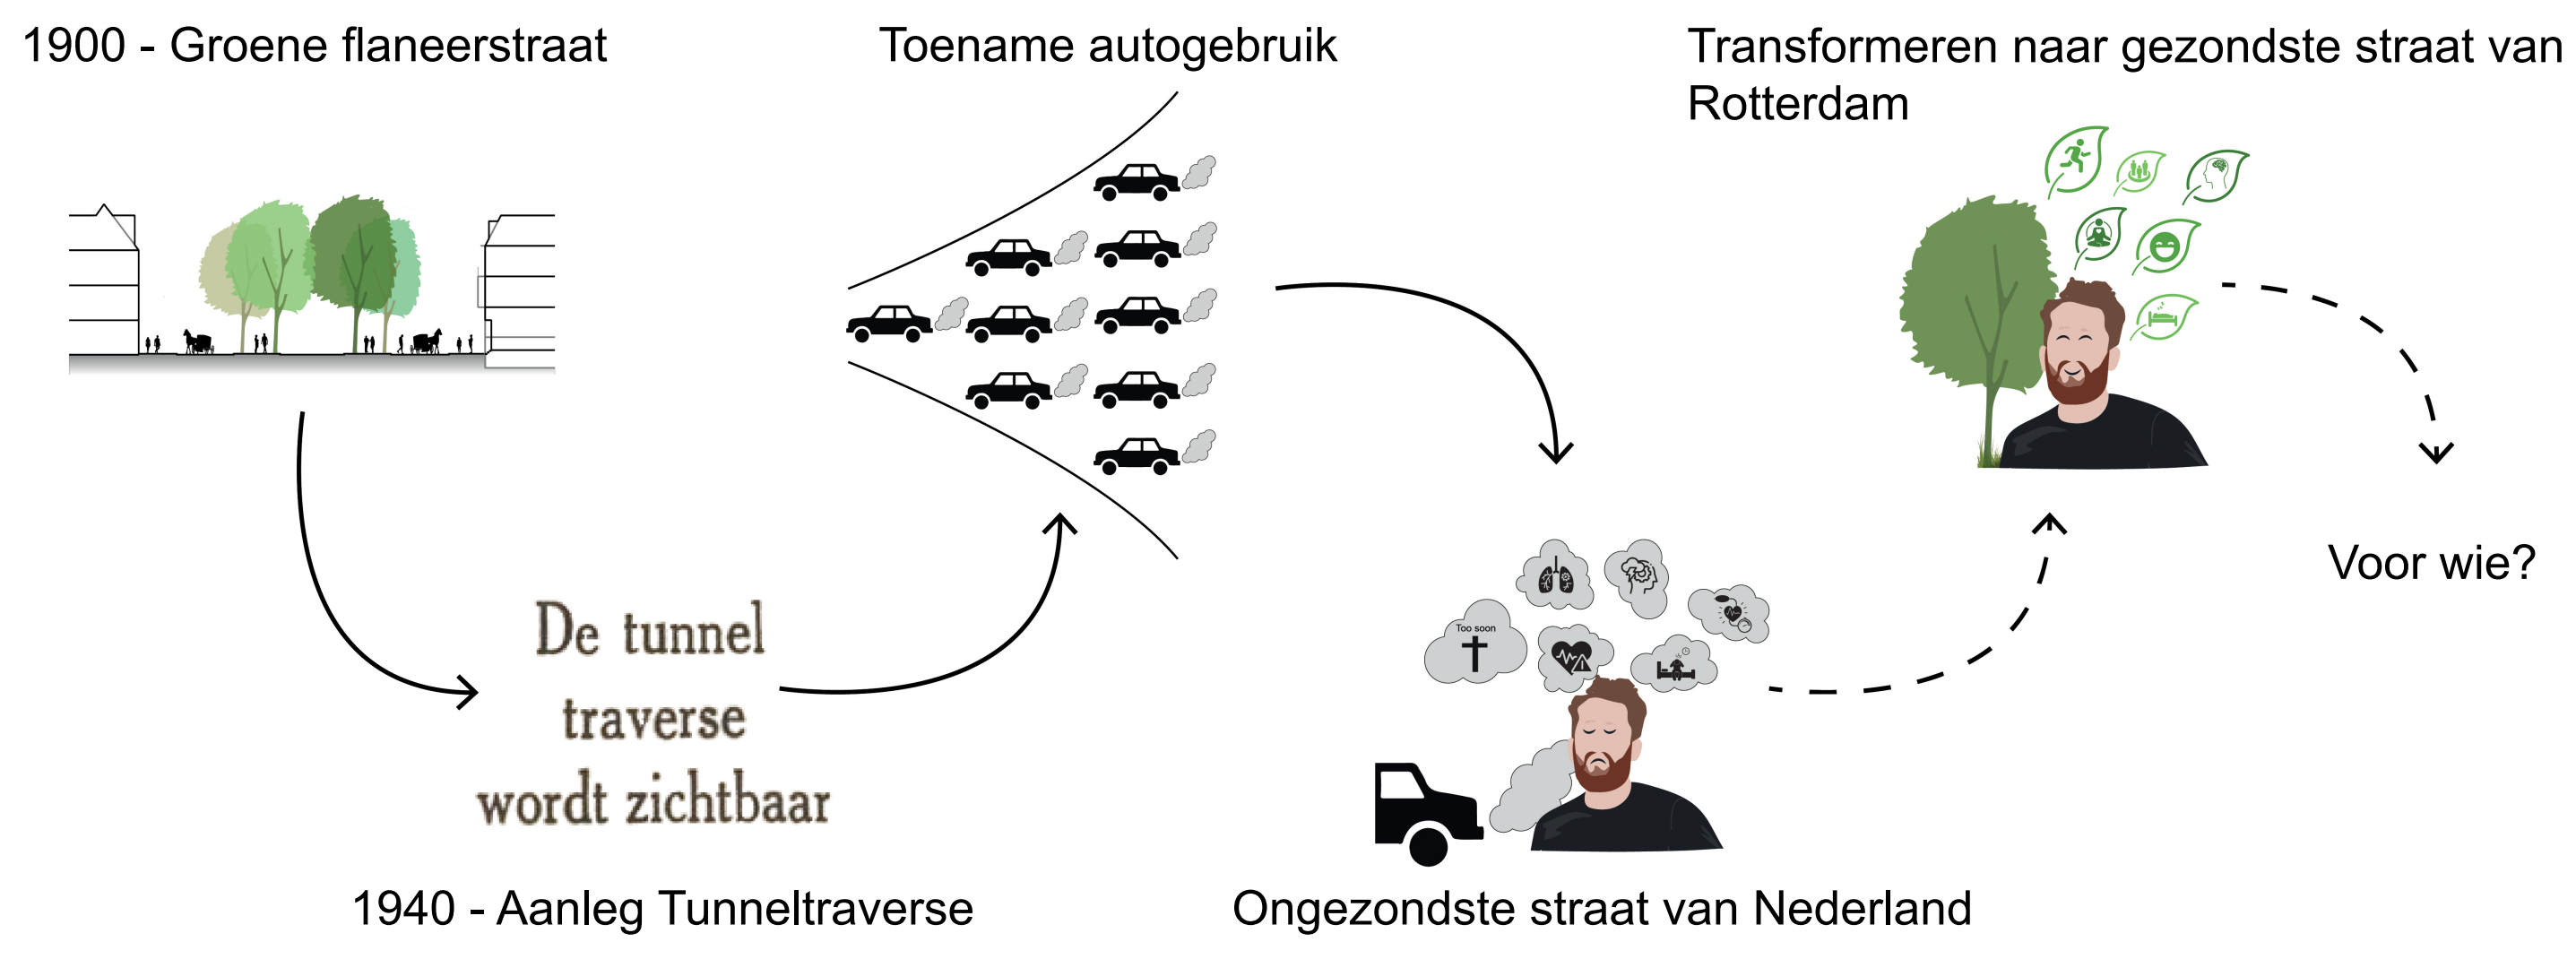 1900 - Groene flaneerstraat
Toename autogebruik
Transformeren naar gezondste straat van
Rotterdam
De tunnel
traverse
wordt zichtbaar
Too soon
Voor wie?
1940 - Aanleg Tunneltraverse
Ongezondste straat van Nederland